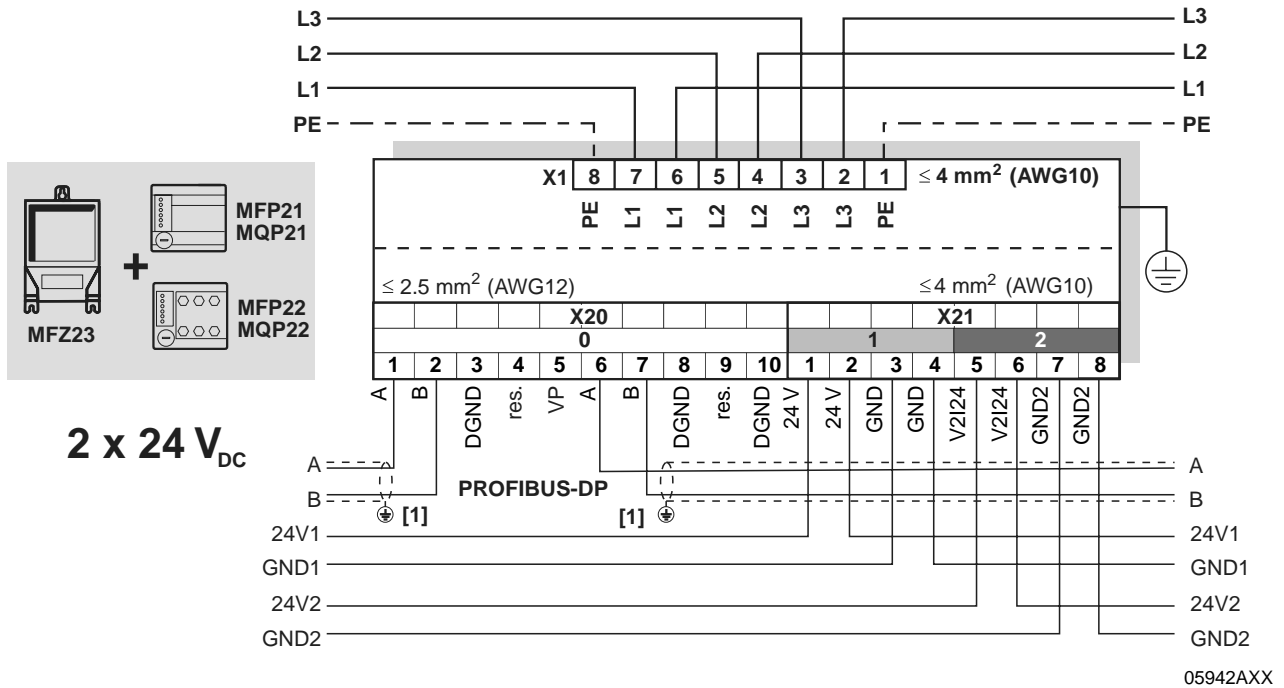 L3 L3
L2 L2
L1 L1
PE PE
X1 8 7 6 5 4 3 2 1 ≤ 4 mm² (AWG10)
PE L1 L1 L2 L2 L3 L3 PE
MFP21
MQP21
+
MFP22
MQP22
MFZ23
≤ 2.5 mm² (AWG12) ≤4 mm² (AWG10)
X20 X21
0 1 2
1 2 3 4 5 6 7 8 9 10 1 2 3 4 5 6 7 8
A B DGND res. VP A B DGND res. DGND 24 V 24 V GND GND V2I24 V2I24 GND2 GND2
2 x 24 VDC
A A
PROFIBUS-DP
B B
[1] [1]
24V1 24V1
GND1 GND1
24V2 24V2
GND2 GND2
05942AXX